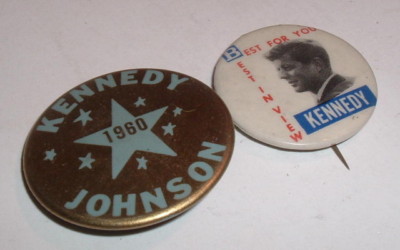 KENNEDY
1960
JOHNSON
BEST FOR YOU
BEST IN VIEW
KENNEDY